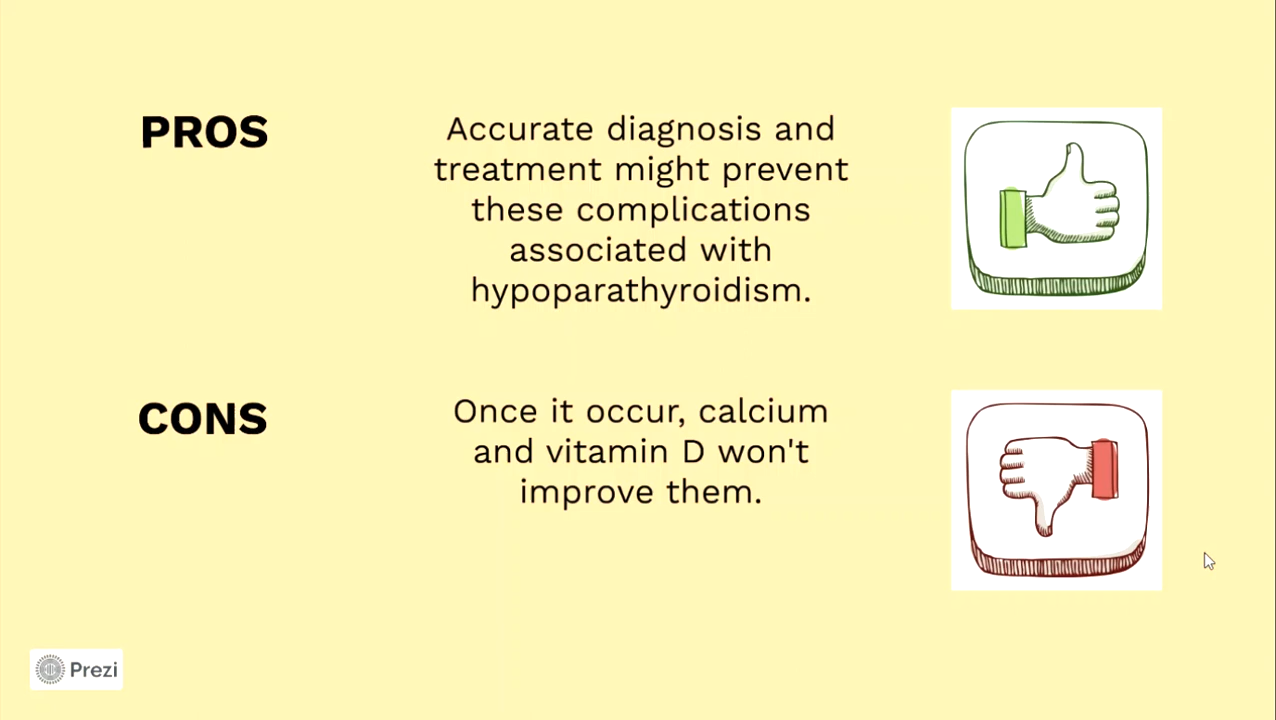 PROS
Accurate diagnosis and
treatment might prevent
these complications
associated with
hypoparathyroidism.
CONS
Once it occur, calcium
and vitamin D won't
improve them.
Prezi